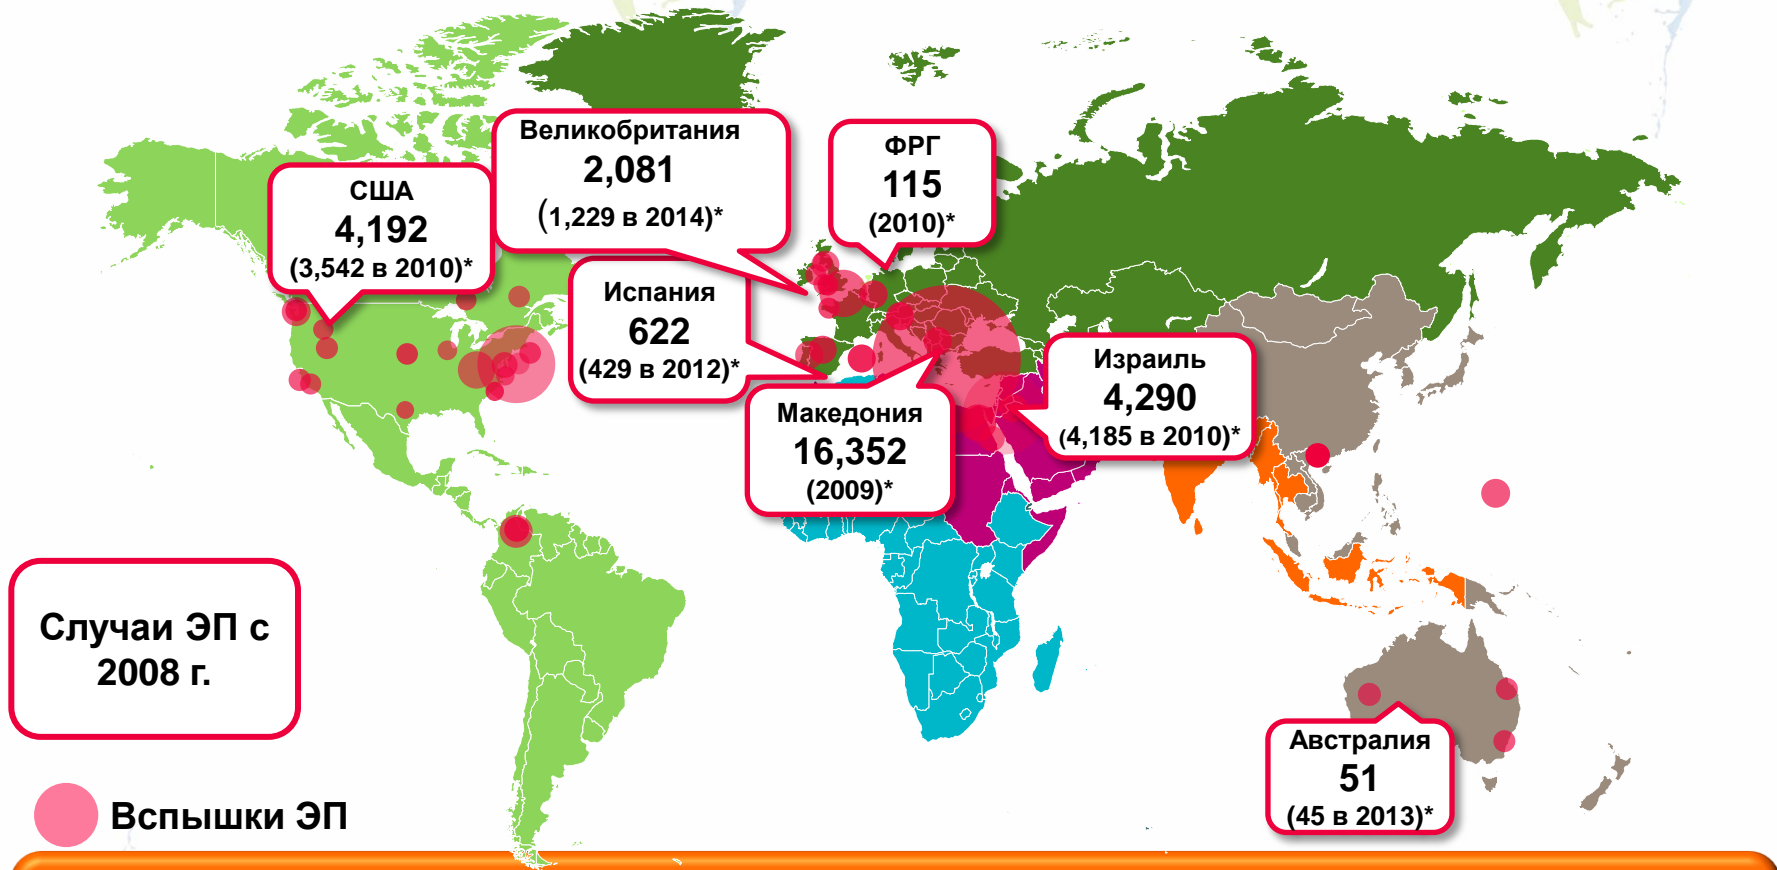 Великобритания
2,081
(1,229 в 2014)*
ФРГ
115
(2010)*
США
4,192
(3,542 в 2010)*
Испания
622
(429 в 2012)*
Израиль
4,290
(4,185 в 2010)*
Македония
16,352
(2009)*
Случаи ЭП с
2008 г.
Австралия
51
(45 в 2013)*
Вспышки ЭП